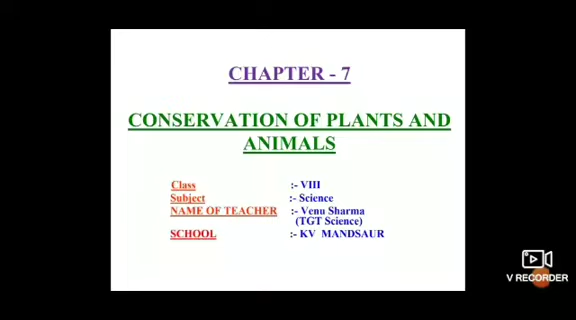 CHAPTER - 7
CONSERVATION OF PLANTS AND
ANIMALS
Class :- VIII
Subject :- Science
NAME OF TEACHER :- Venu Sharma
(TGT Science)
SCHOOL :- KV MANDSAUR
V RECORDER